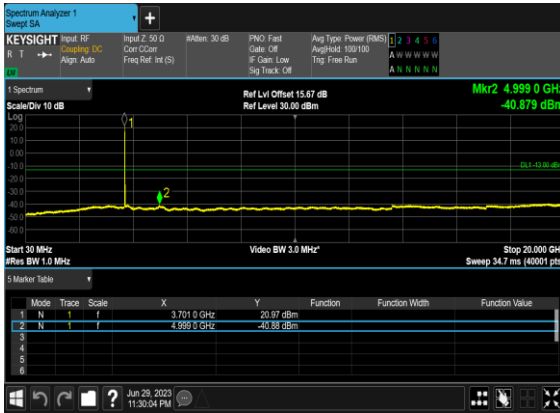 Spectrum Analyzer 1
Swept SA
+
KEYSIGHT Input: RF Input Z: 50 Ω #Atten: 30 dB PNO: Fast Avg Type: Power (RMS) 1 2 3 4 5 6
R T Coupling: DC Corr CCorr Gate: Off Avg|Hold: 100/100 A W W W W W
Align: Auto Freq Ref: Int (S) IF Gain: Low Trig: Free Run
Sig Track: Off A N N N N N
1 Spectrum Ref Lvl Offset 15.67 dB Mkr2 4.999 0 GHz
Scale/Div 10 dB Ref Level 30.00 dBm -40.879 dBm
Log
20.0
10.0
0.00
-10.0
-20.0
-30.0
-40.0
-50.0
-60.0
1
2
DL1 -13.00 dBm
Start 30 MHz Video BW 3.0 MHz* Stop 20.000 GHz
#Res BW 1.0 MHz Sweep 34.7 ms (40001 pts)
5 Marker Table
Mode Trace Scale X Y Function Function Width Function Value
1 N 1 f 3.701 0 GHz 20.97 dBm
2 N 1 f 4.999 0 GHz -40.88 dBm
3
4
5
6
? Jun 29, 2023
11:30:04 PM